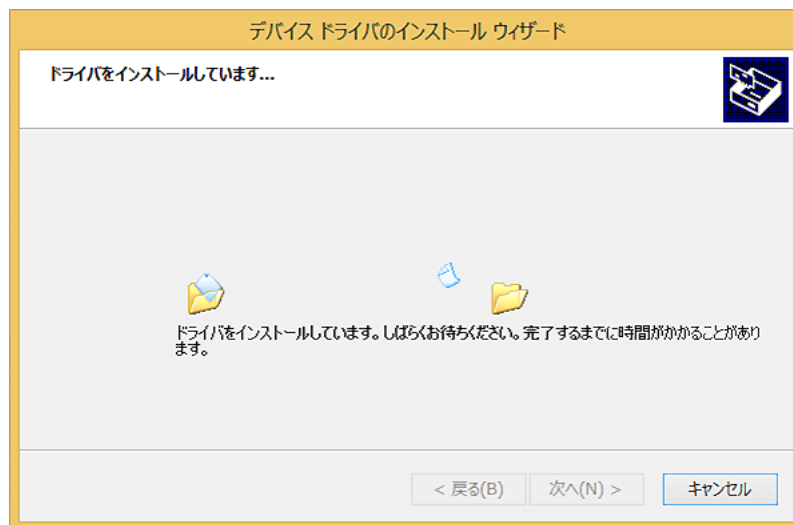 デバイス ドライバのインストール ウィザード
ドライバをインストールしています...
ドライバをインストールしています。しばらくお待ちください。完了するまでに時間がかかることがあり
ます。
< 戻る(B) 次へ(N) > キャンセル